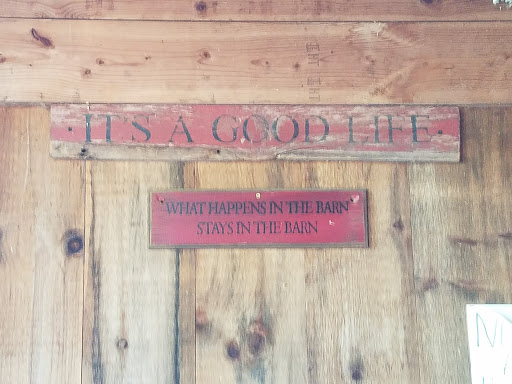 · IT'S A GOOD LIFE ·
WHAT HAPPENS IN THE BARN
STAYS IN THE BARN